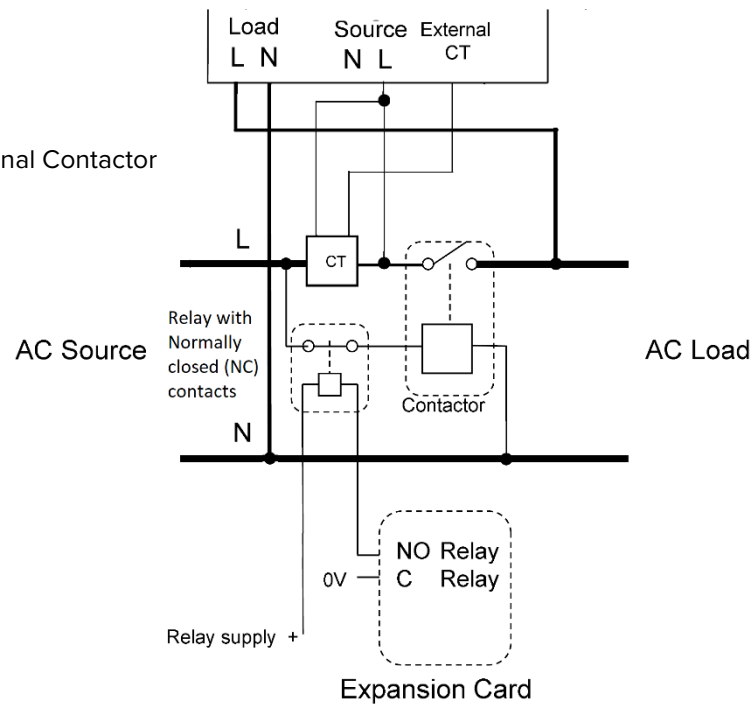 Load Source External
L N N L CT
nal Contactor
L
CT
Relay with
Normally
closed (NC)
contacts
AC Source
AC Load
Contactor
N
NO Relay
0V C Relay
Relay supply +
Expansion Card